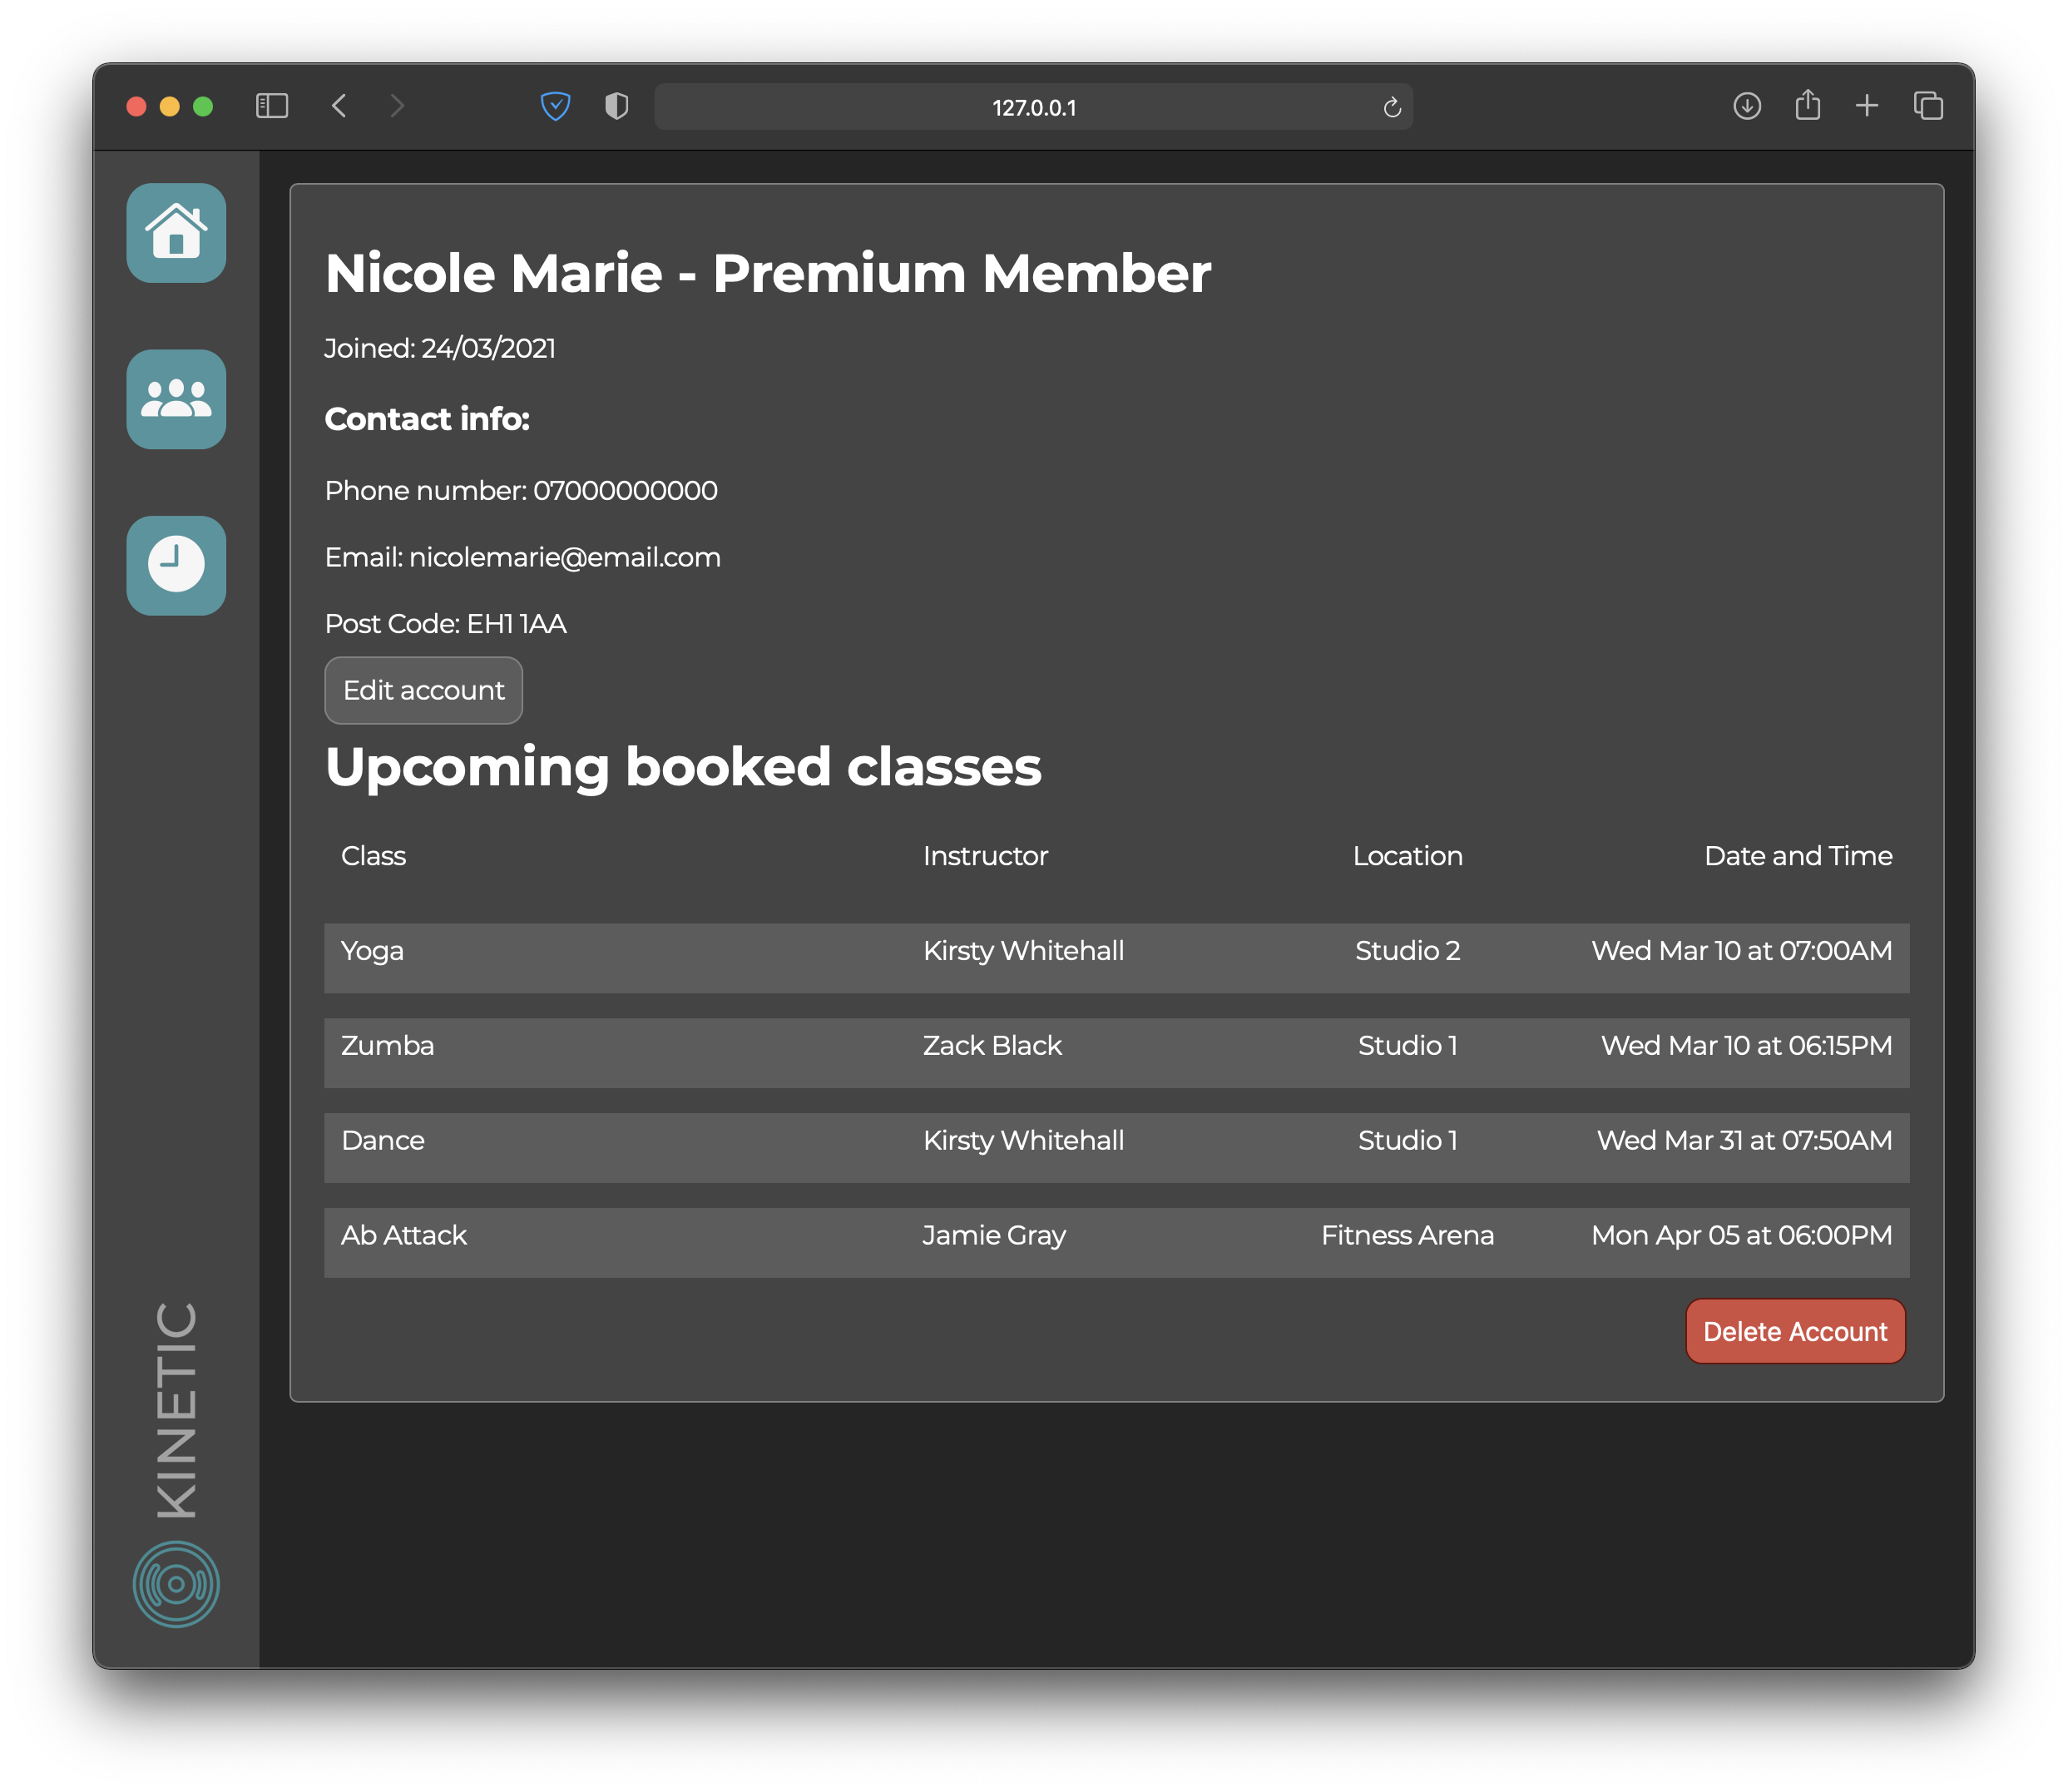 127.0.0.1
Nicole Marie - Premium Member
Joined: 24/03/2021
Contact info:
Phone number: 07000000000
Email: nicolemarie@email.com
Post Code: EH1 1AA
Edit account
Upcoming booked classes
Class Instructor Location Date and Time
Yoga Kirsty Whitehall Studio 2 Wed Mar 10 at 07:00AM
Zumba Zack Black Studio 1 Wed Mar 10 at 06:15PM
Dance Kirsty Whitehall Studio 1 Wed Mar 31 at 07:50AM
Ab Attack Jamie Gray Fitness Arena Mon Apr 05 at 06:00PM
Delete Account
KINETIC